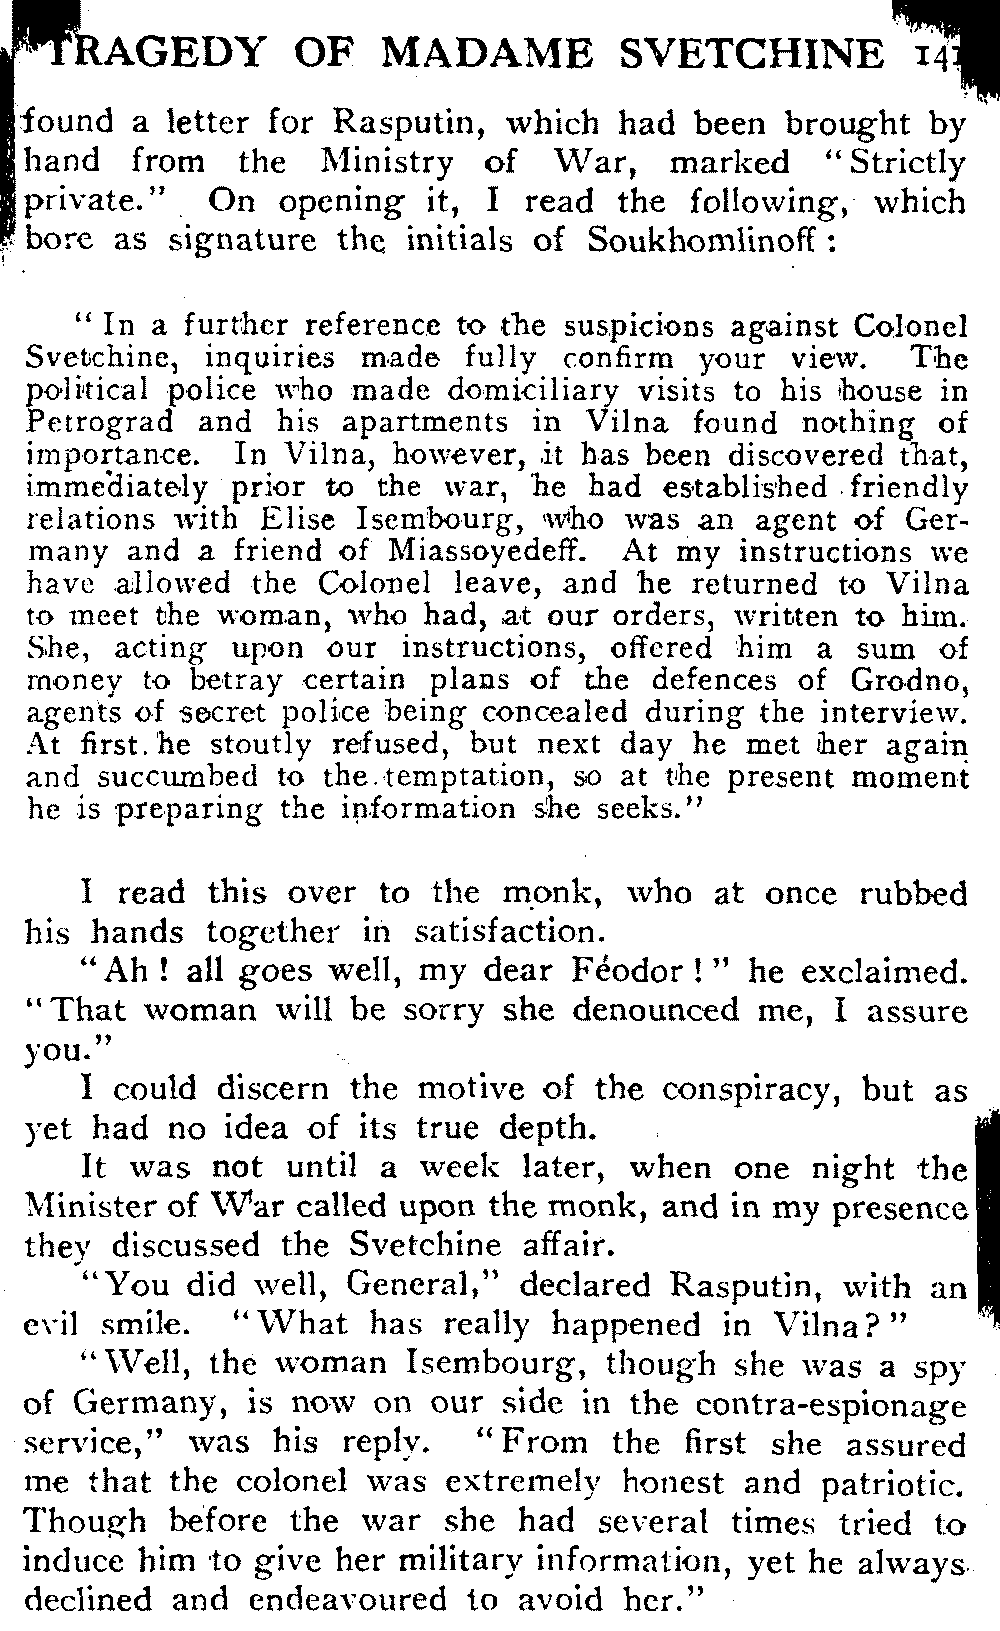 TRAGEDY OF MADAME SVETCHINE 141
found a letter for Rasputin, which had been brought by
hand from the Ministry of War, marked “Strictly
private.” On opening it, I read the following, which
bore as signature the initials of Soukhomlinoff :
“In a further reference to the suspicions against Colonel
Svetchine, inquiries made fully confirm your view. The
political police who made domiciliary visits to his house in
Petrograd and his apartments in Vilna found nothing of
importance. In Vilna, however, it has been discovered that,
immediately prior to the war, he had established friendly
relations with Elise Isembourg, who was an agent of Ger-
many and a friend of Miassoyedeff. At my instructions we
have allowed the Colonel leave, and he returned to Vilna
to meet the woman, who had, at our orders, written to him.
She, acting upon our instructions, offered him a sum of
money to betray certain plans of the defences of Grodno,
agents of secret police being concealed during the interview.
At first he stoutly refused, but next day he met her again
and succumbed to the temptation, so at the present moment
he is preparing the information she seeks.”
I read this over to the monk, who at once rubbed
his hands together in satisfaction.
“Ah ! all goes well, my dear Féodor ! ” he exclaimed.
“That woman will be sorry she denounced me, I assure
you.”
I could discern the motive of the conspiracy, but as
yet had no idea of its true depth.
It was not until a week later, when one night the
Minister of War called upon the monk, and in my presence
they discussed the Svetchine affair.
“You did well, General,” declared Rasputin, with an
evil smile. “What has really happened in Vilna? ”
“Well, the woman Isembourg, though she was a spy
of Germany, is now on our side in the contra-espionage
service,” was his reply. “From the first she assured
me that the colonel was extremely honest and patriotic.
Though before the war she had several times tried to
induce him to give her military information, yet he always
declined and endeavoured to avoid her.”